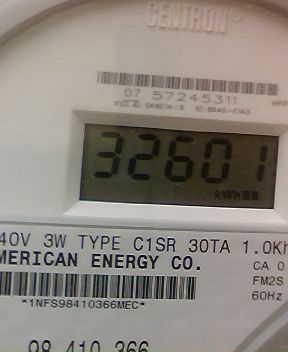 CENTRON®
07 57245311
32601
kWh
40V 3W TYPE C1SR 30TA 1.0Kh
MERICAN ENERGY CO.
CA 0
FM2S
*1NFS98410366MEC*
60Hz
98 410 366